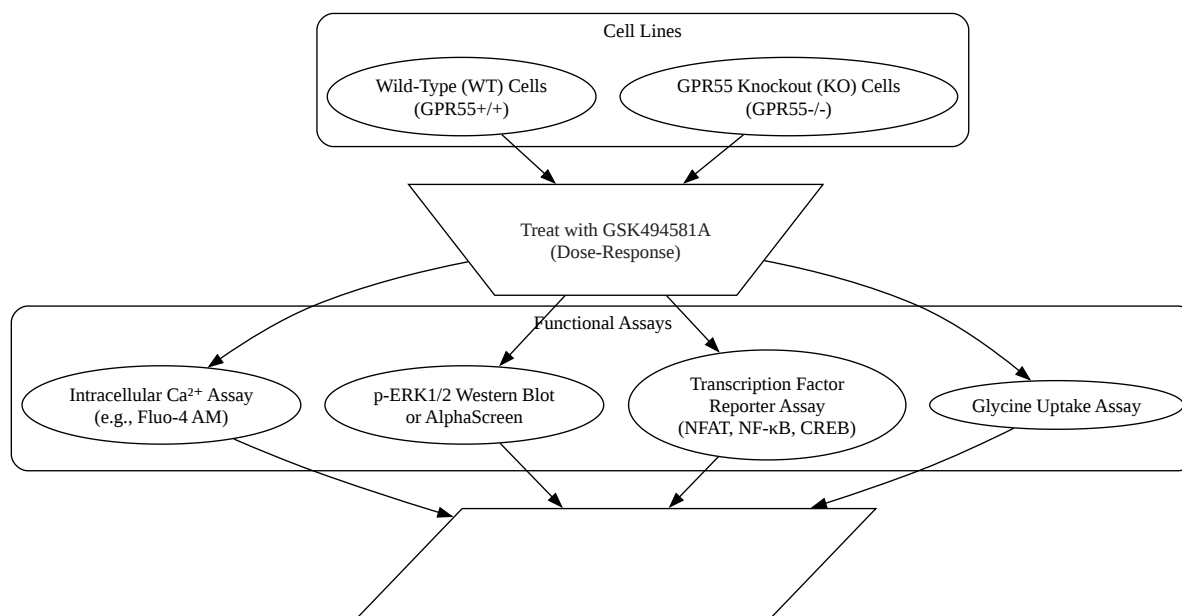 Cell Lines
Wild-Type (WT) Cells
(GPR55+/+)
GPR55 Knockout (KO) Cells
(GPR55-/-)
Treat with GSK494581A
(Dose-Response)
Functional Assays
Intracellular Ca²⁺ Assay
(e.g., Fluo-4 AM)
p-ERK1/2 Western Blot
or AlphaScreen
Transcription Factor
Reporter Assay
(NFAT, NF-κB, CREB)
Glycine Uptake Assay